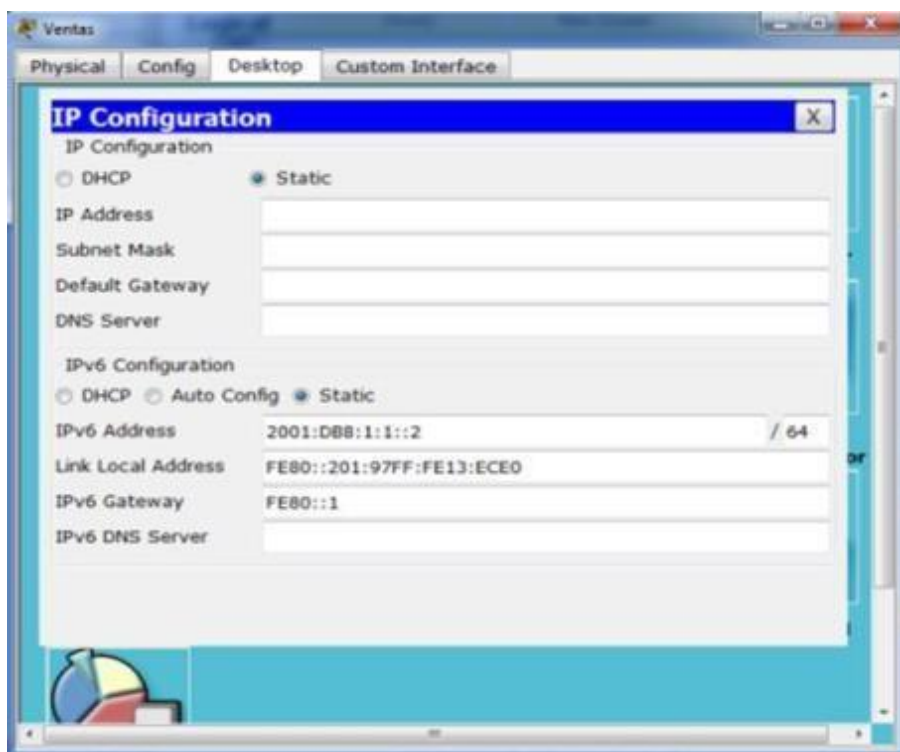 Ventas
Physical Config Desktop Custom Interface
IP Configuration X
IP Configuration
DHCP Static
IP Address
Subnet Mask
Default Gateway
DNS Server
IPv6 Configuration
DHCP Auto Config Static
IPv6 Address 2001:DB8:1:1::2 / 64
Link Local Address FE80::201:97FF:FE13:ECE0
IPv6 Gateway FE80::1
IPv6 DNS Server